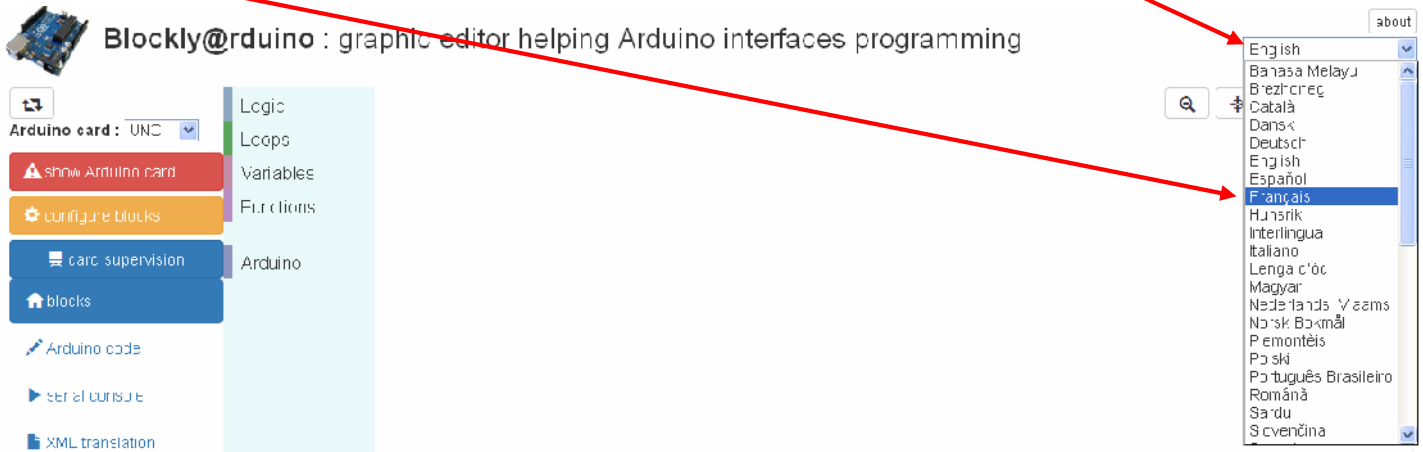 about
Blockly@rduino : graphic editor helping Arduino interfaces programming
English
Arduino card : UNO
show Arduino card
configure blocks
card supervision
blocks
Arduino code
serial console
XML translation
Logic
Loops
Variables
Functions
Arduino
Bahasa Melayu
Brezhoneg
Català
Dansk
Deutsch
English
Español
Français
Hunsrik
Interlingua
Italiano
Lenga d'òc
Magyar
Nederlands, Vlaams
Norsk Bokmål
Piemontèis
Polski
Português Brasileiro
Română
Sardu
Slovenčina